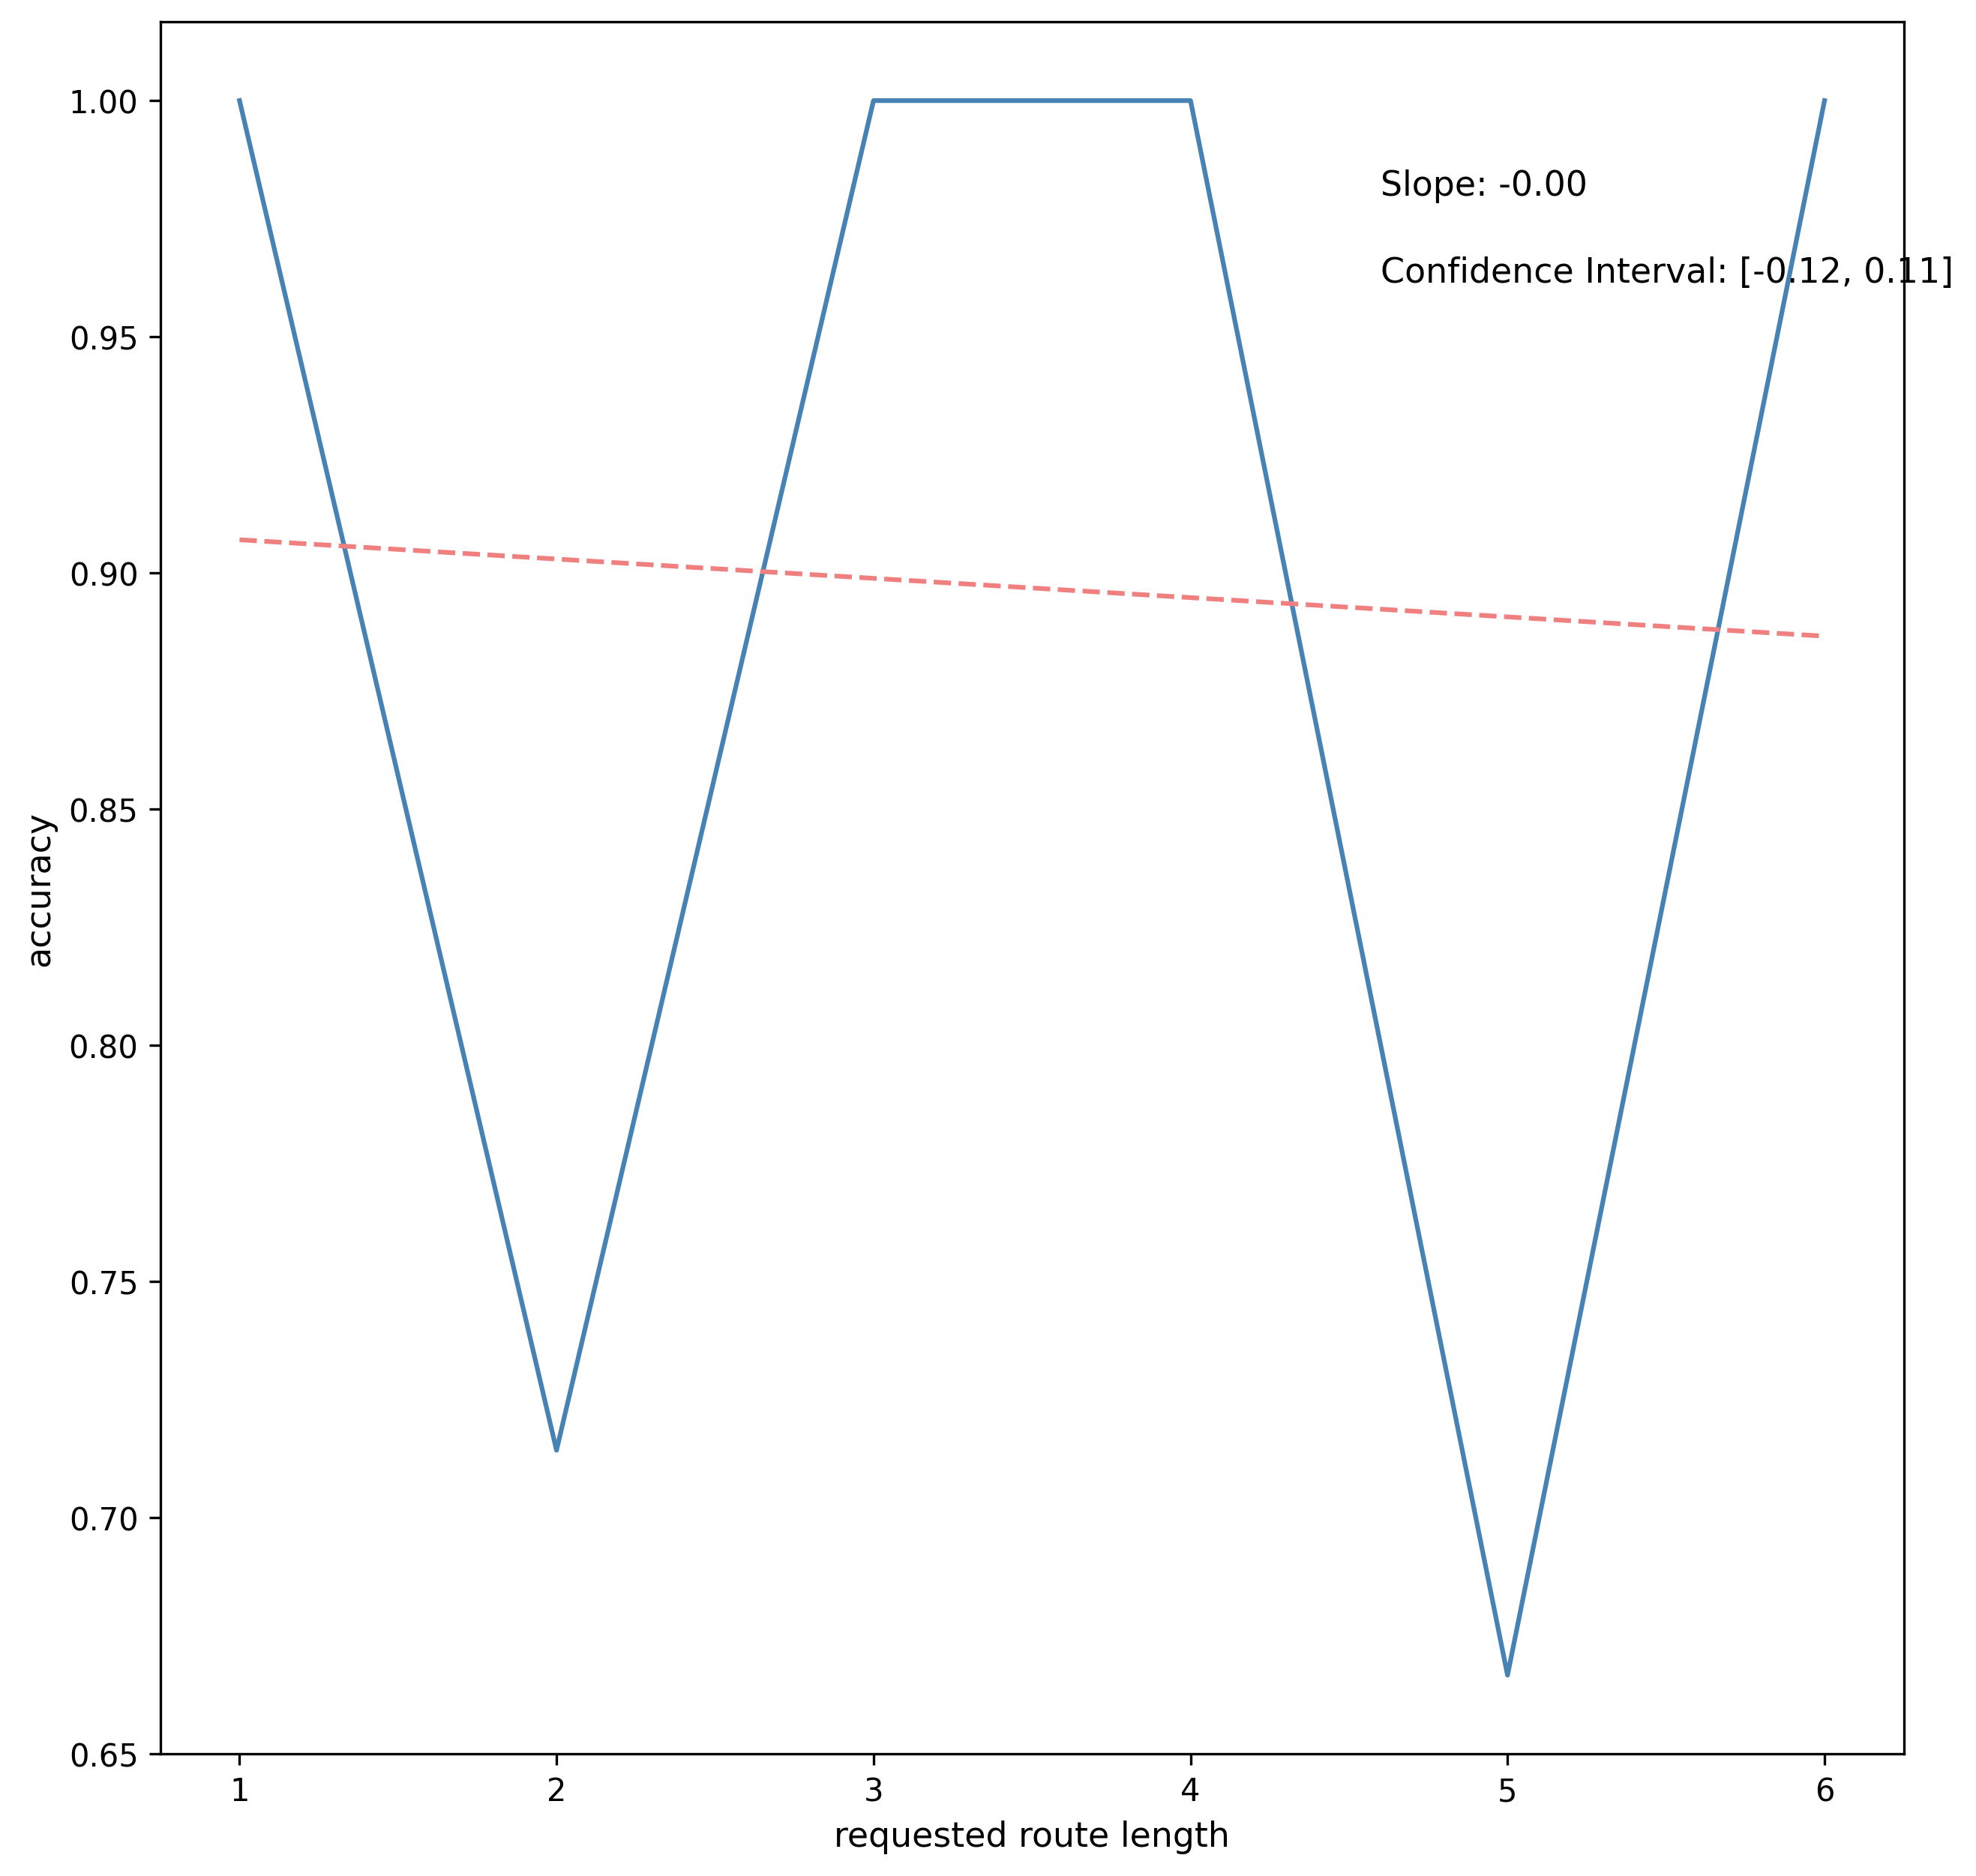 1.00
0.95
0.90
0.85
0.80
0.75
0.70
0.65
accuracy
Slope: -0.00
Confidence Interval: [-0.12, 0.11]
1 2 3 4 5 6
requested route length